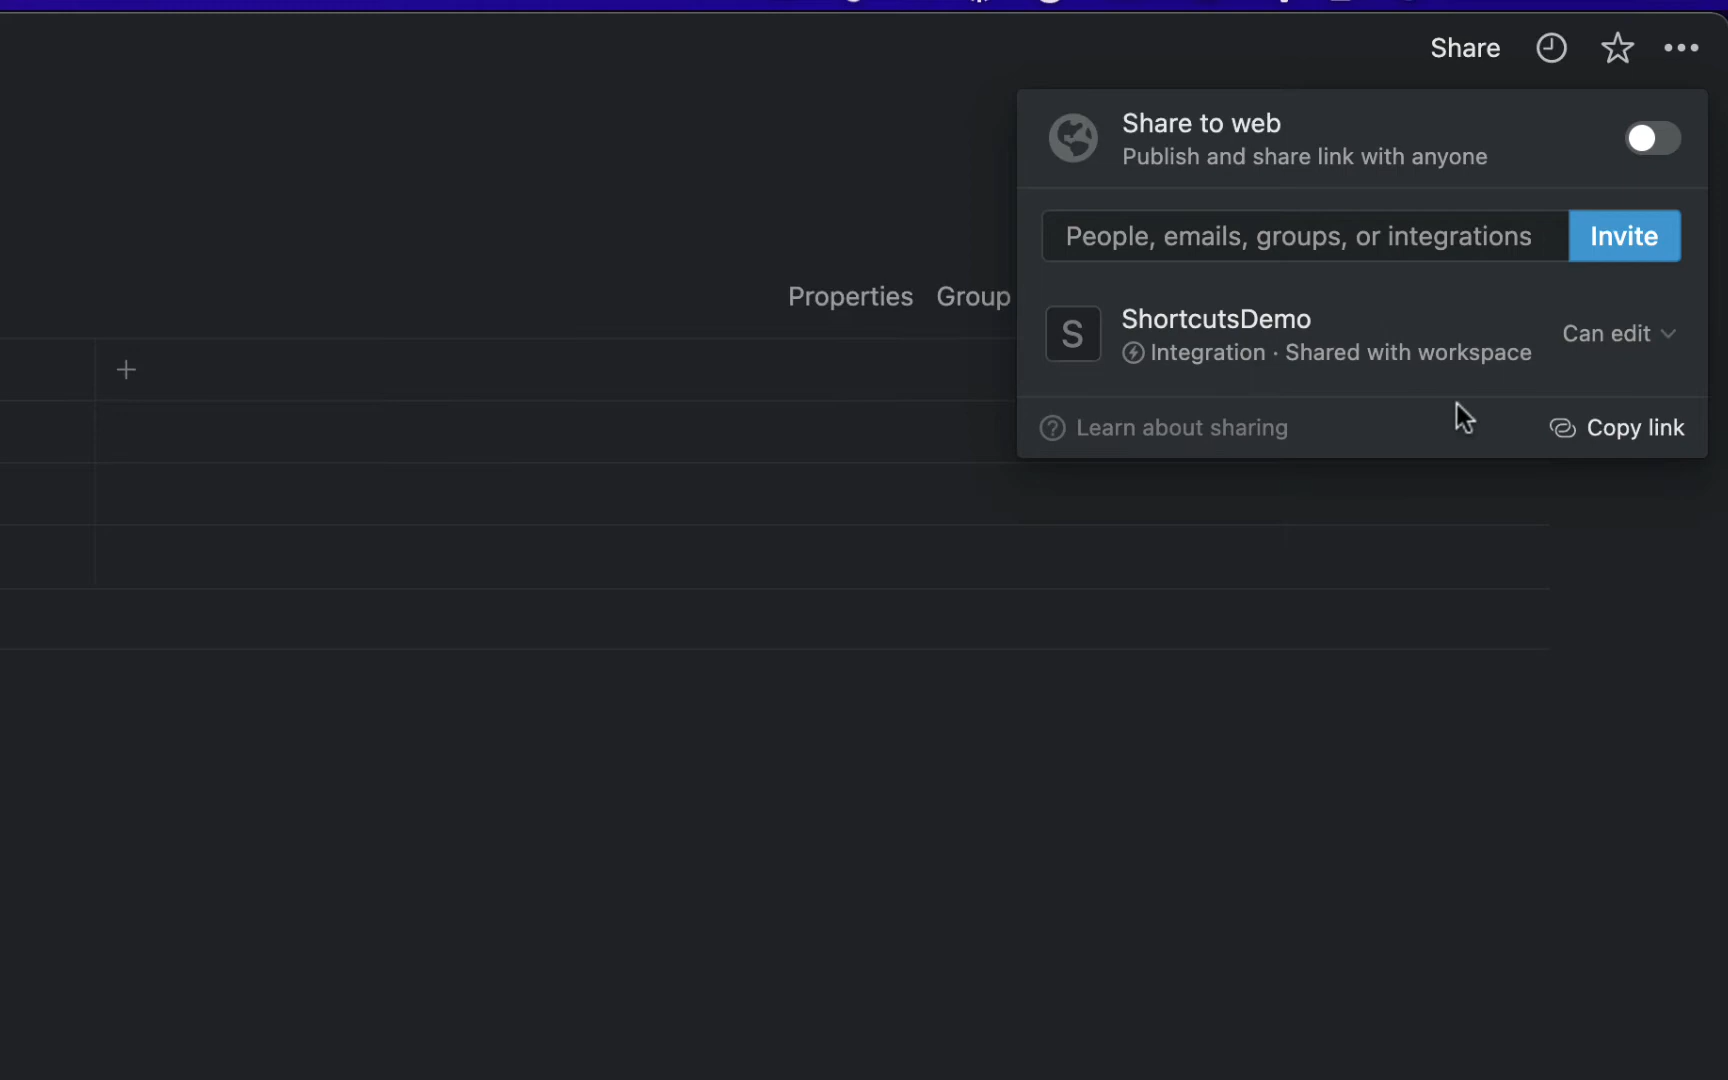 Share
Share to web
Publish and share link with anyone
People, emails, groups, or integrations
Invite
Properties Group
S
ShortcutsDemo
Integration · Shared with workspace
Can edit
Learn about sharing
Copy link